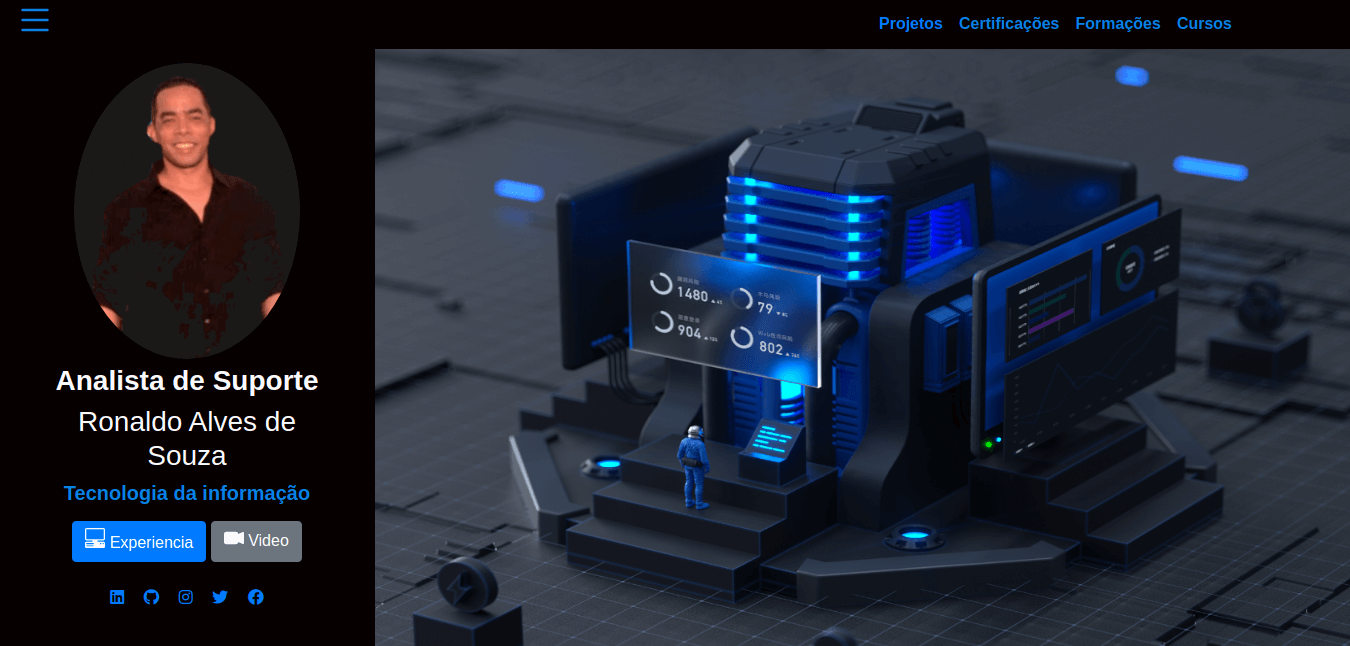 Projetos Certificações Formações Cursos
Analista de Suporte
Ronaldo Alves de
Souza
Tecnologia da informação
Experiencia Video
1480
79
904
802